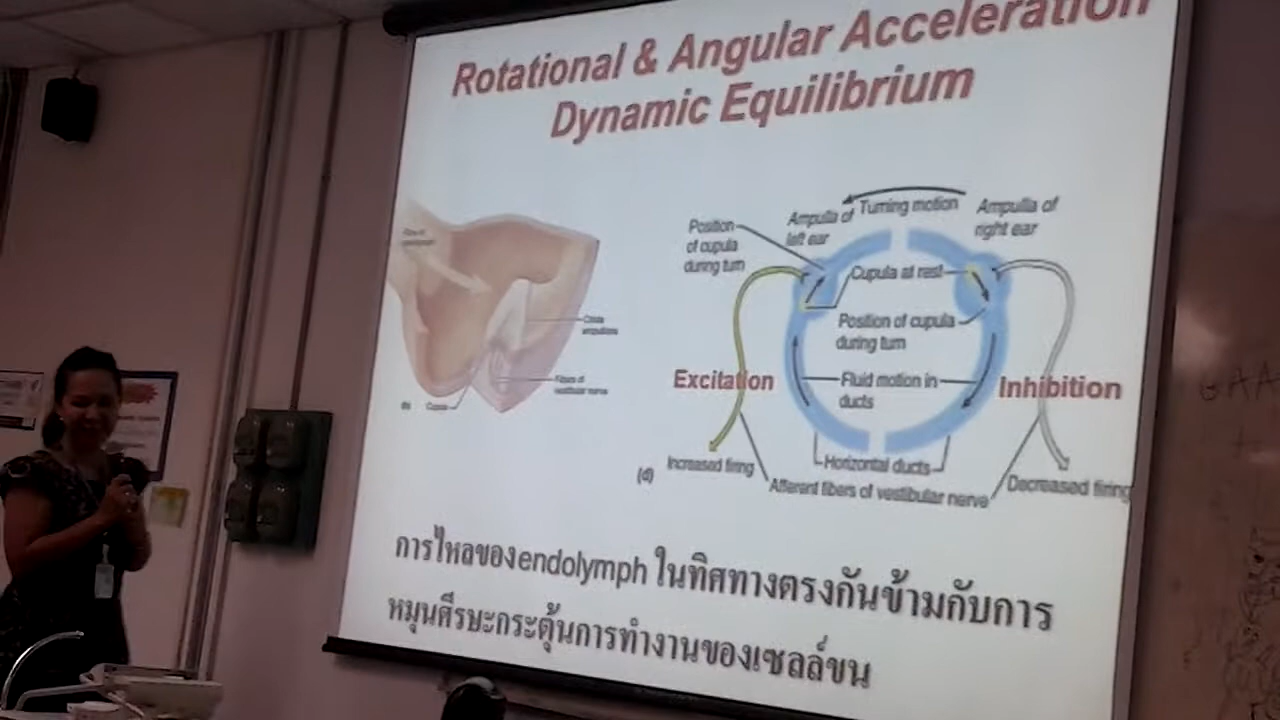 Rotational & Angular Acceleration
Dynamic Equilibrium
Turning motion
Ampulla of
left ear
Ampulla of
right ear
Position
of cupula
during turn
Cupula at rest
Position of cupula
during turn
Excitation
Fluid motion in
ducts
Inhibition
Crista
ampullaris
Fibers of
vestibular nerve
Cupula
(d)
Increased firing
Horizontal ducts
Afferent fibers of vestibular nerve
Decreased firing
การไหลของendolymph ในทิศทางตรงกันข้ามกับการ
หมุนศีรษะกระตุ้นการทำงานของเซลล์ขน